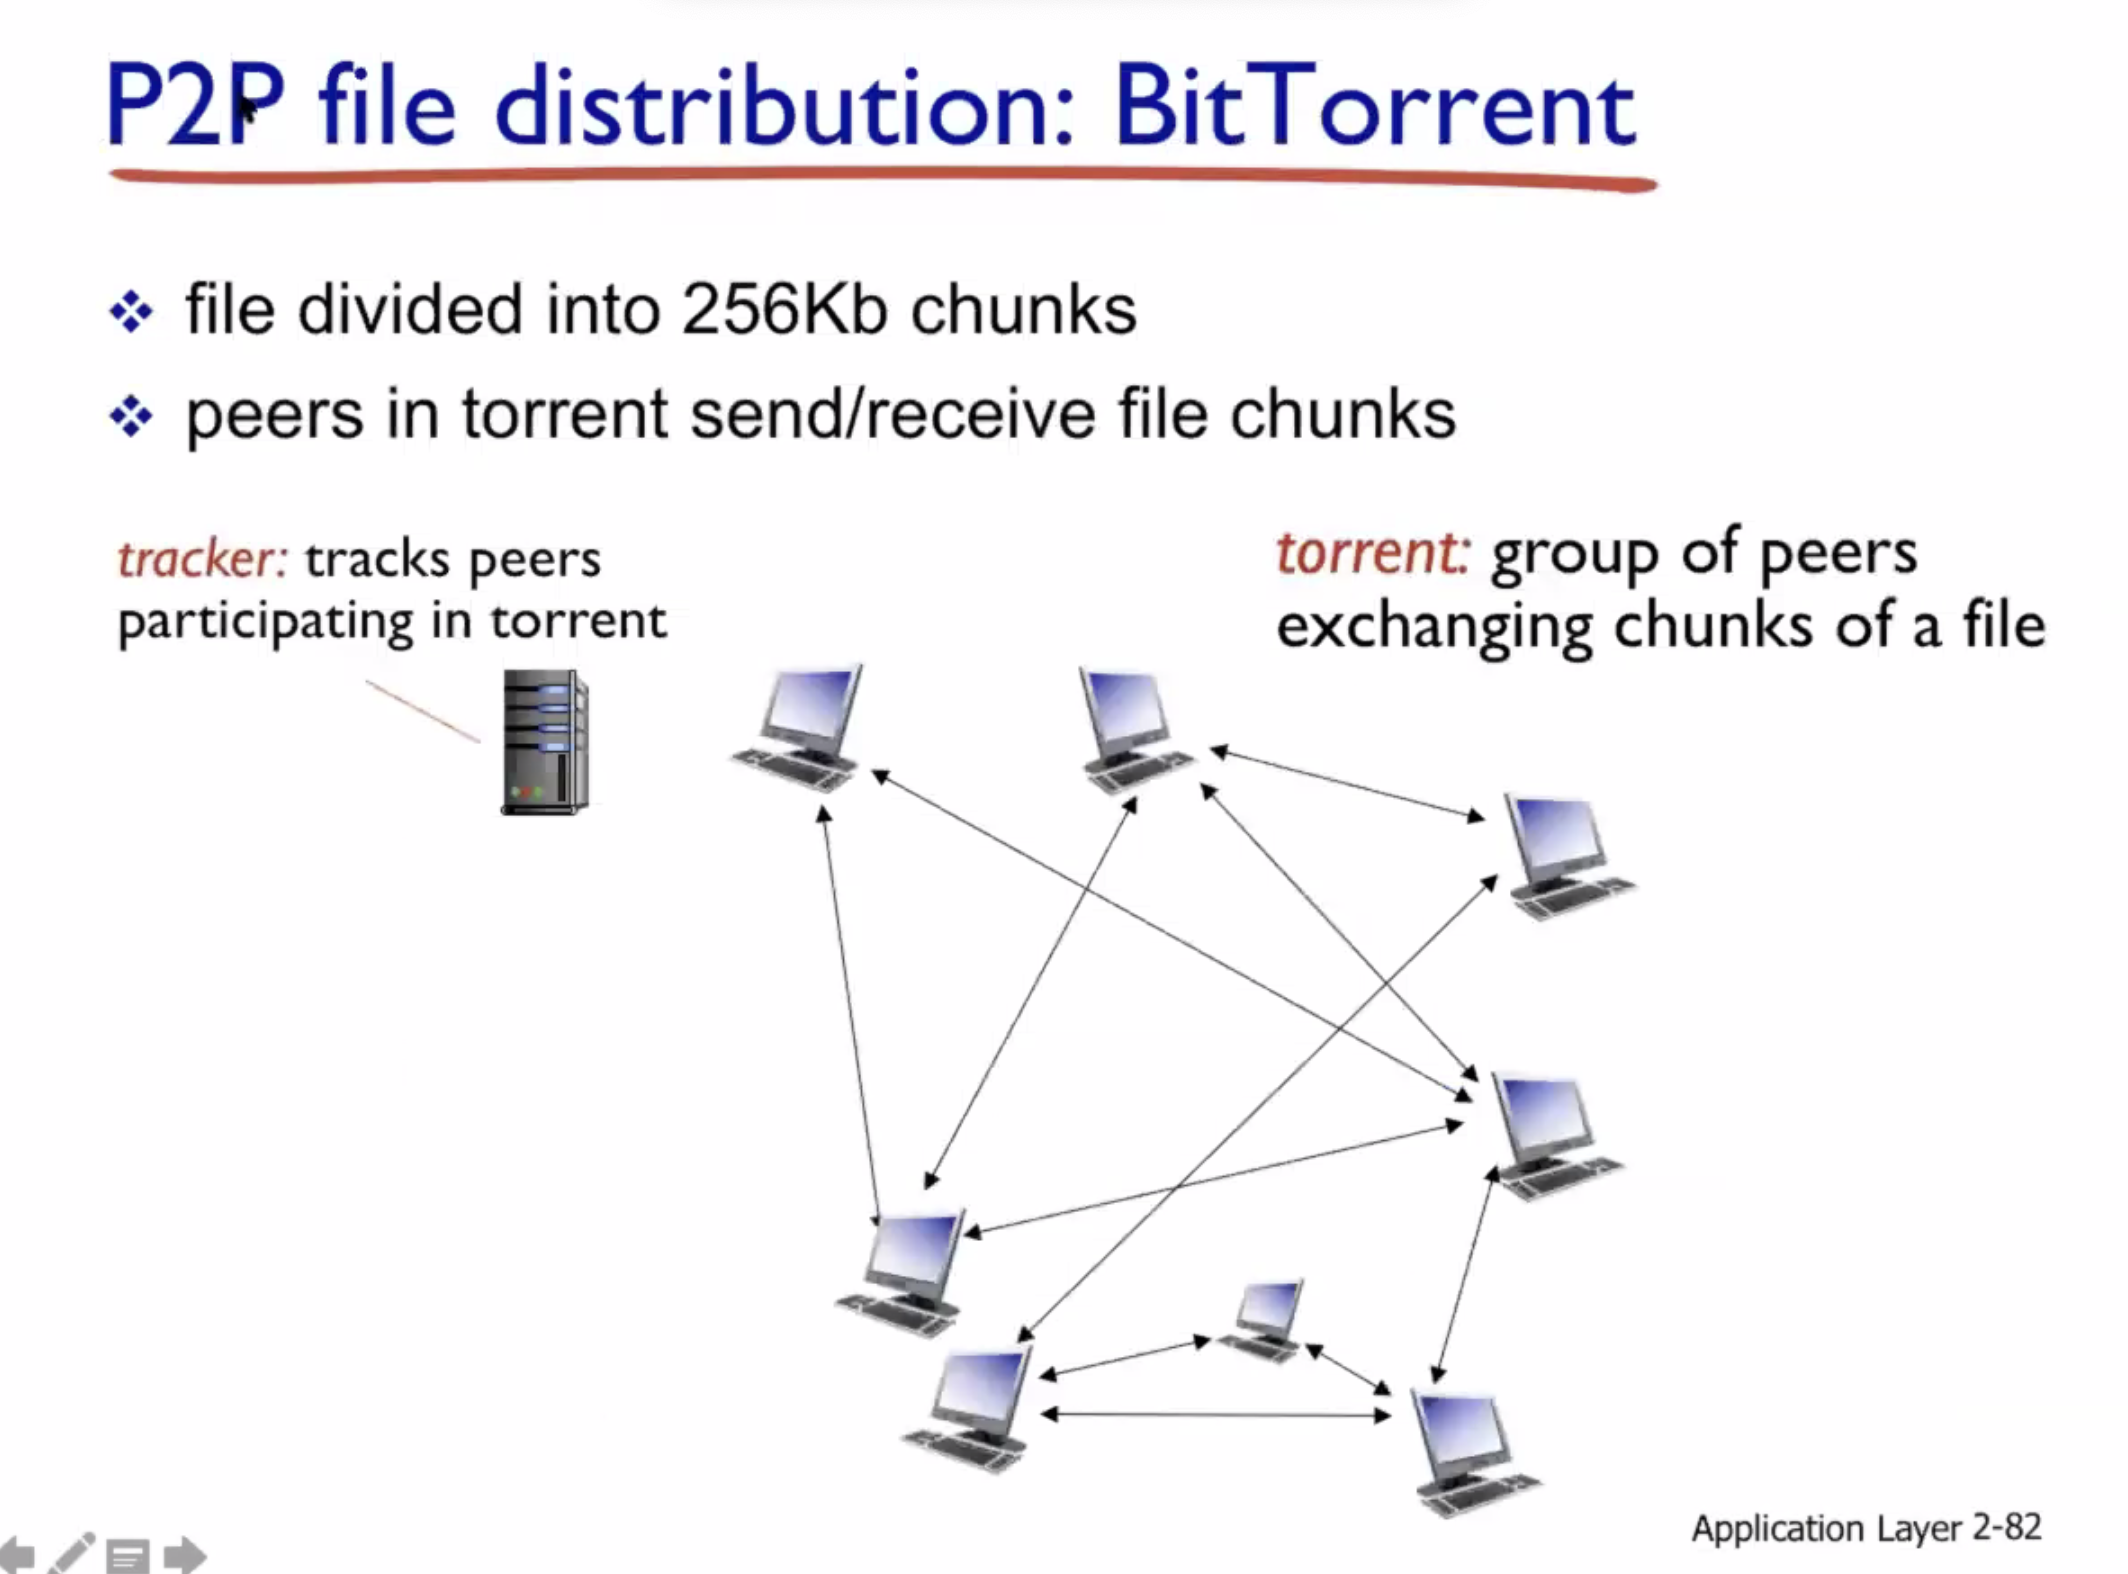 P2P file distribution: BitTorrent
file divided into 256Kb chunks
peers in torrent send/receive file chunks
tracker: tracks peers
participating in torrent
torrent: group of peers
exchanging chunks of a file
Application Layer 2-82